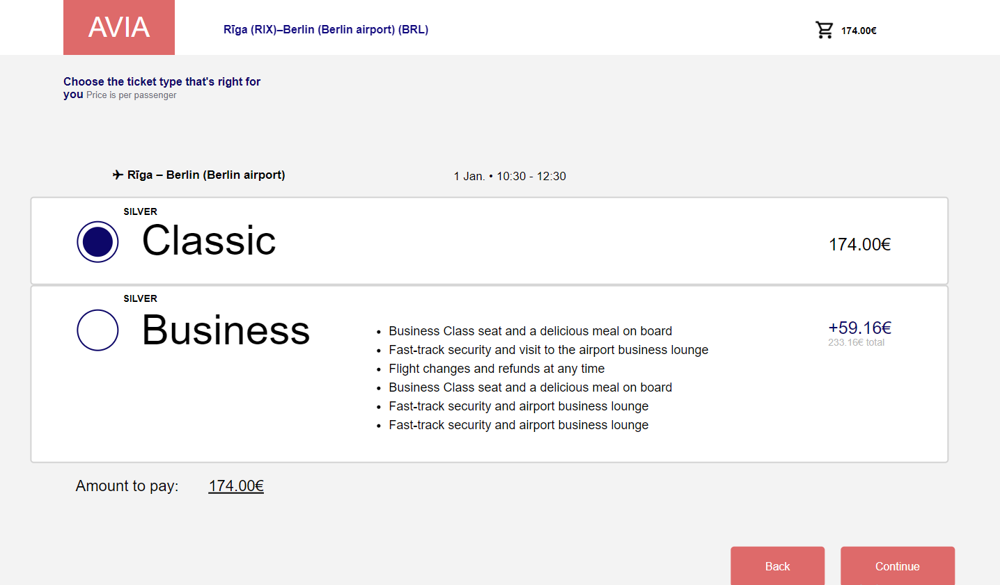 AVIA
Rīga (RIX)–Berlin (Berlin airport) (BRL)
174.00€
Choose the ticket type that's right for
you Price is per passenger
Rīga – Berlin (Berlin airport)
1 Jan. • 10:30 - 12:30
SILVER
Classic
174.00€
SILVER
Business
• Business Class seat and a delicious meal on board
• Fast-track security and visit to the airport business lounge
• Flight changes and refunds at any time
• Business Class seat and a delicious meal on board
• Fast-track security and airport business lounge
• Fast-track security and airport business lounge
+59.16€
233.16€ total
Amount to pay: 174.00€
Back
Continue